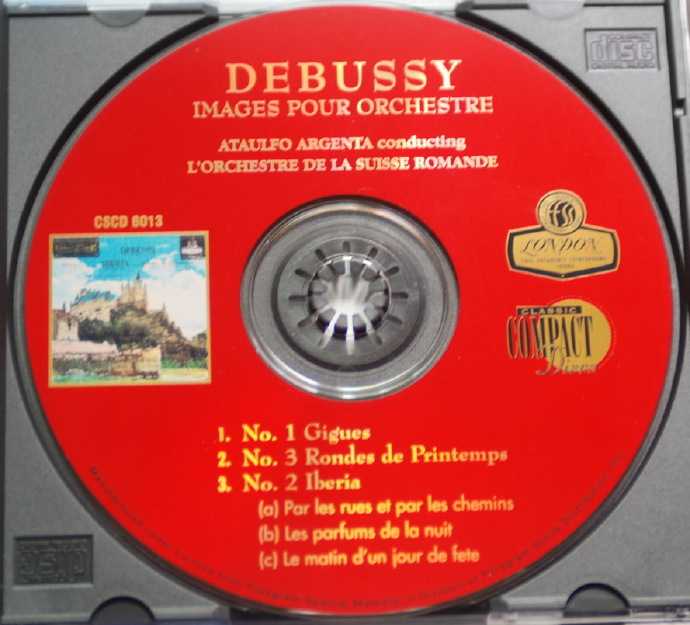 DEBUSSY
IMAGES POUR ORCHESTRE
ATAULFO ARGENTA conducting
L'ORCHESTRE DE LA SUISSE ROMANDE
CSCD 6013
disc
LONDON
CLASSIC
COMPACT
Discs
1. No. 1 Gigues
2. No. 3 Rondes de Printemps
3. No. 2 Iberia
(a) Par les rues et par les chemins
(b) Les parfums de la nuit
(c) Le matin d'un jour de fete